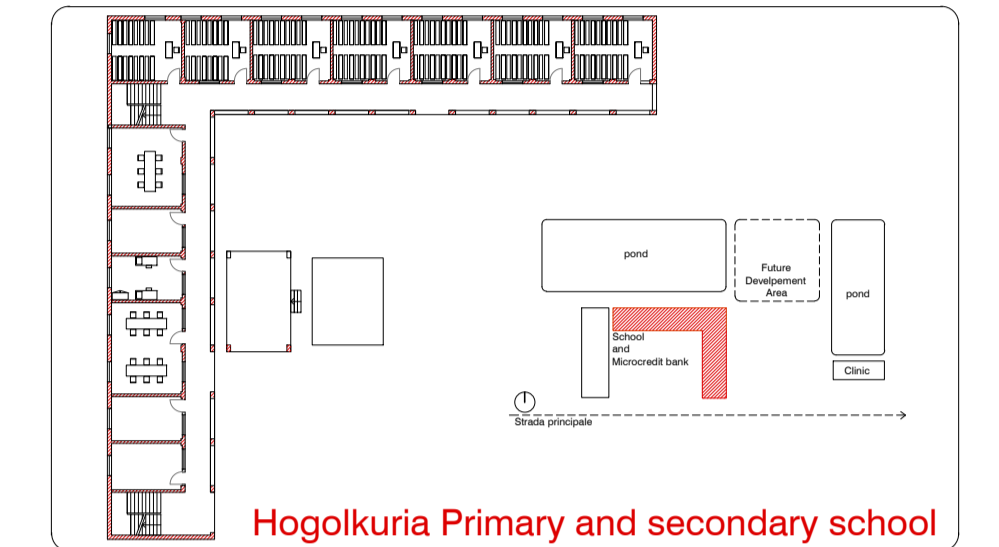 pond
Future
Develpement
Area
pond
School
and
Microcredit bank
Clinic
Strada principale
Hogolkuria Primary and secondary school